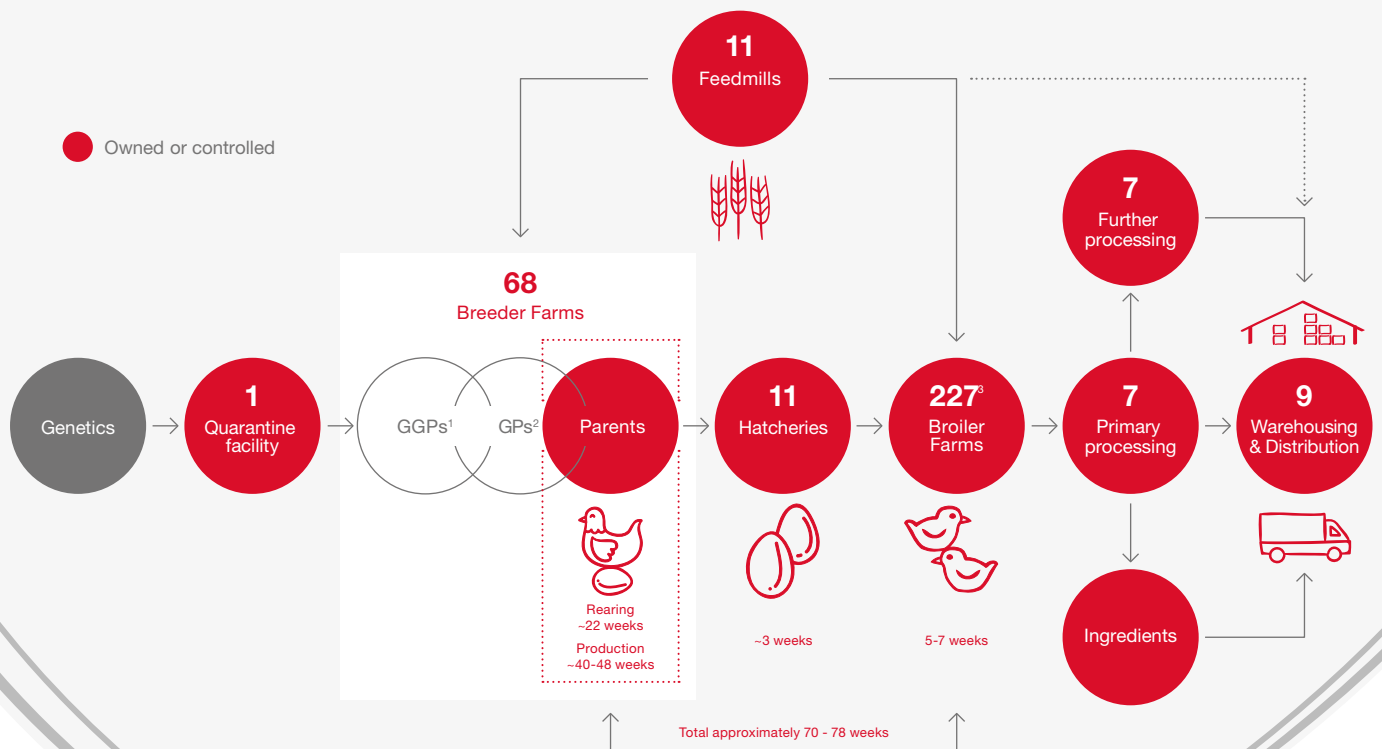 11
Feedmills
Owned or controlled
7
Further
processing
68
Breeder Farms
Genetics
1
Quarantine
facility
GGPs¹
GPs²
Parents
11
Hatcheries
227³
Broiler
Farms
7
Primary
processing
9
Warehousing
& Distribution
Rearing
~22 weeks
Production
~40-48 weeks
~3 weeks
5-7 weeks
Ingredients
Total approximately 70 - 78 weeks